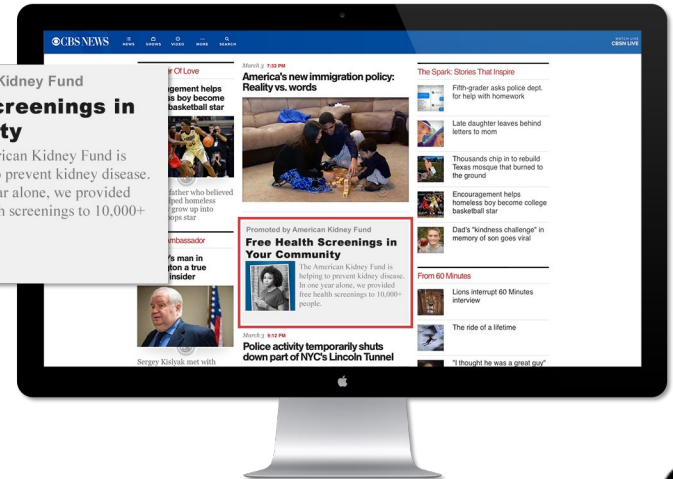 CBS NEWS
NEWS
SHOWS
VIDEO
MORE
SEARCH
WATCH LIVE
CBSN LIVE
Kidney Fund
creenings in
ty
rican Kidney Fund is
o prevent kidney disease.
ar alone, we provided
h screenings to 10,000+
r Of Love
gement helps
ss boy become
basketball star
father who believed
lped homeless
grow up into
ops star
mbassador
's man in
gton a true
insider
Sergey Kislyak met with
March 3 7:33 PM
America's new immigration policy:
Reality vs. words
Promoted by American Kidney Fund
Free Health Screenings in
Your Community
The American Kidney Fund is
helping to prevent kidney disease.
In one year alone, we provided
free health screenings to 10,000+
people.
March 3 9:12 PM
Police activity temporarily shuts
down part of NYC's Lincoln Tunnel
The Spark: Stories That Inspire
Fifth-grader asks police dept.
for help with homework
Late daughter leaves behind
letters to mom
Thousands chip in to rebuild
Texas mosque that burned to
the ground
Encouragement helps
homeless boy become college
basketball star
Dad's "kindness challenge" in
memory of son goes viral
From 60 Minutes
Lions interrupt 60 Minutes
interview
The ride of a lifetime
"I thought he was a great guy"